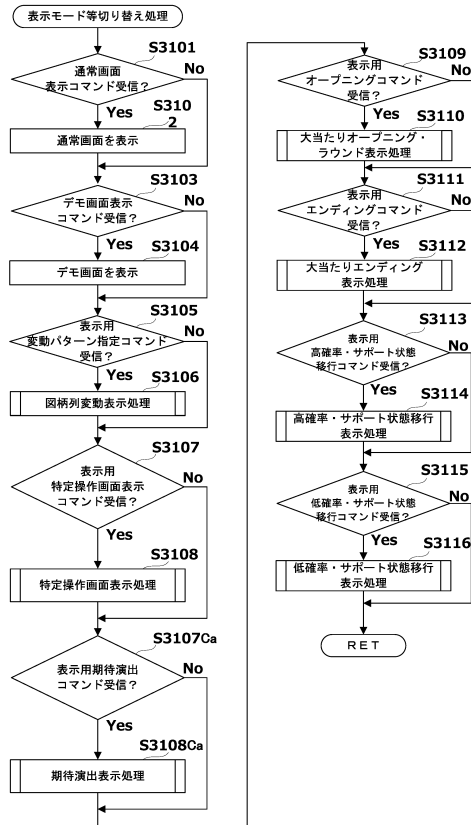 表示モード等切り替え処理
S3101
通常画面
表示コマンド受信？
No
Yes
S310
2
通常画面を表示
S3103
デモ画面表示
コマンド受信？
No
Yes
S3104
デモ画面を表示
S3105
表示用
変動パターン指定コマンド
受信？
No
Yes
S3106
図柄列変動表示処理
S3107
表示用
特定操作画面表示
コマンド受信？
No
Yes
S3108
特定操作画面表示処理
S3107Ca
表示用期待演出
コマンド受信？
No
Yes
S3108Ca
期待演出表示処理
S3109
表示用
オープニングコマンド
受信？
No
Yes
S3110
大当たりオープニング・
ラウンド表示処理
S3111
表示用
エンディングコマンド
受信？
No
Yes
S3112
大当たりエンディング
表示処理
S3113
表示用
高確率・サポート状態
移行コマンド受信？
No
Yes
S3114
高確率・サポート状態移行
表示処理
S3115
表示用
低確率・サポート状態
移行コマンド受信？
No
Yes
S3116
低確率・サポート状態移行
表示処理
ＲＥＴ